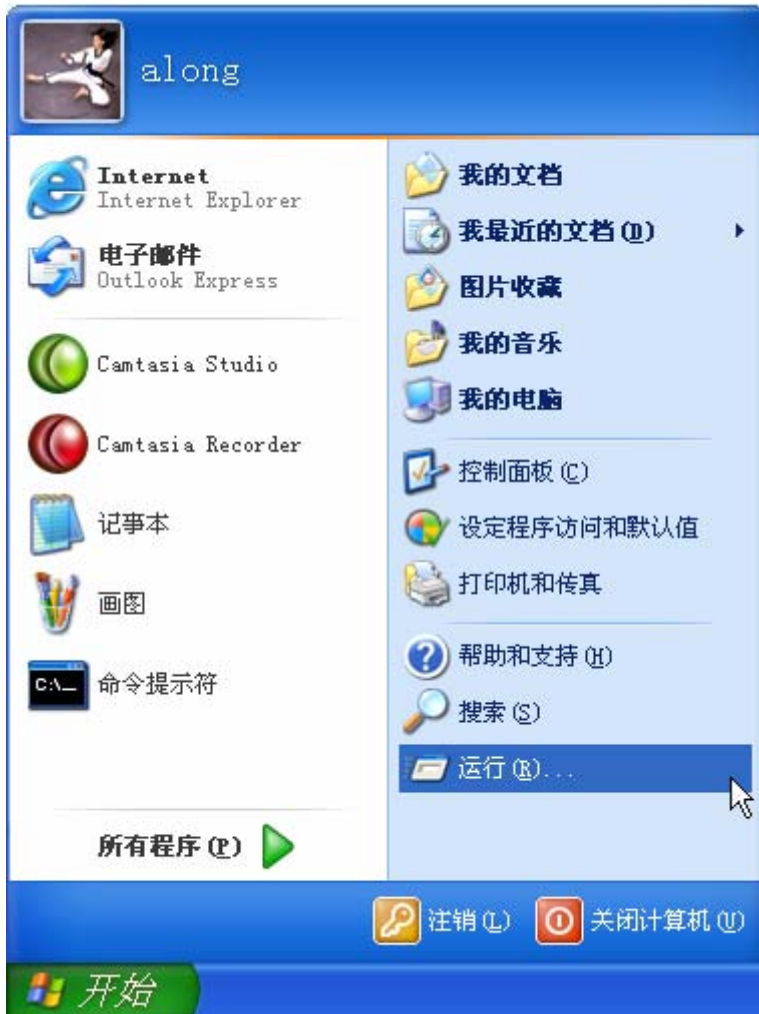 along
Internet
Internet Explorer
电子邮件
Outlook Express
Camtasia Studio
Camtasia Recorder
记事本
画图
C:\_
命令提示符
所有程序(P)
我的文档
我最近的文档(D)
图片收藏
我的音乐
我的电脑
控制面板(C)
设定程序访问和默认值
打印机和传真
帮助和支持(H)
搜索(S)
运行(R)...
注销(L)
关闭计算机(U)
开始